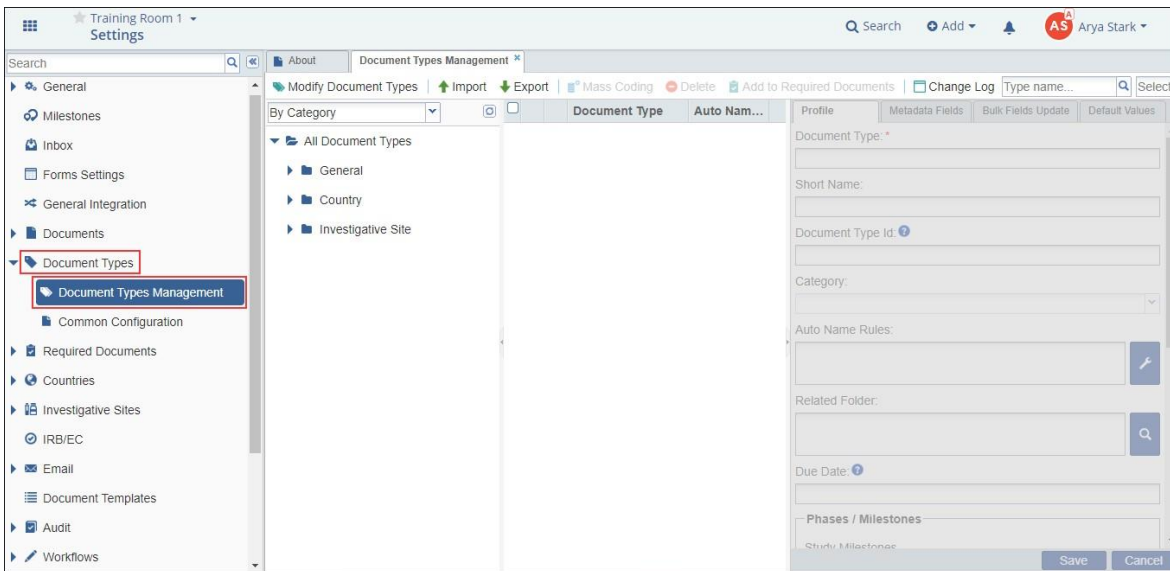 Training Room 1
Settings
Search
Add
A
AS
Arya Stark
Search
About
Document Types Management
General
Milestones
Inbox
Forms Settings
General Integration
Documents
Document Types
Document Types Management
Common Configuration
Required Documents
Countries
Investigative Sites
IRB/EC
Email
Document Templates
Audit
Workflows
Modify Document Types
Import
Export
Mass Coding
Delete
Add to Required Documents
Change Log
Type name...
Select
By Category
Document Type
Auto Nam...
All Document Types
General
Country
Investigative Site
Profile
Metadata Fields
Bulk Fields Update
Default Values
Document Type: *
Short Name:
Document Type Id:
Category:
Auto Name Rules:
Related Folder:
Due Date:
Phases / Milestones
Study Milestones
Save
Cancel